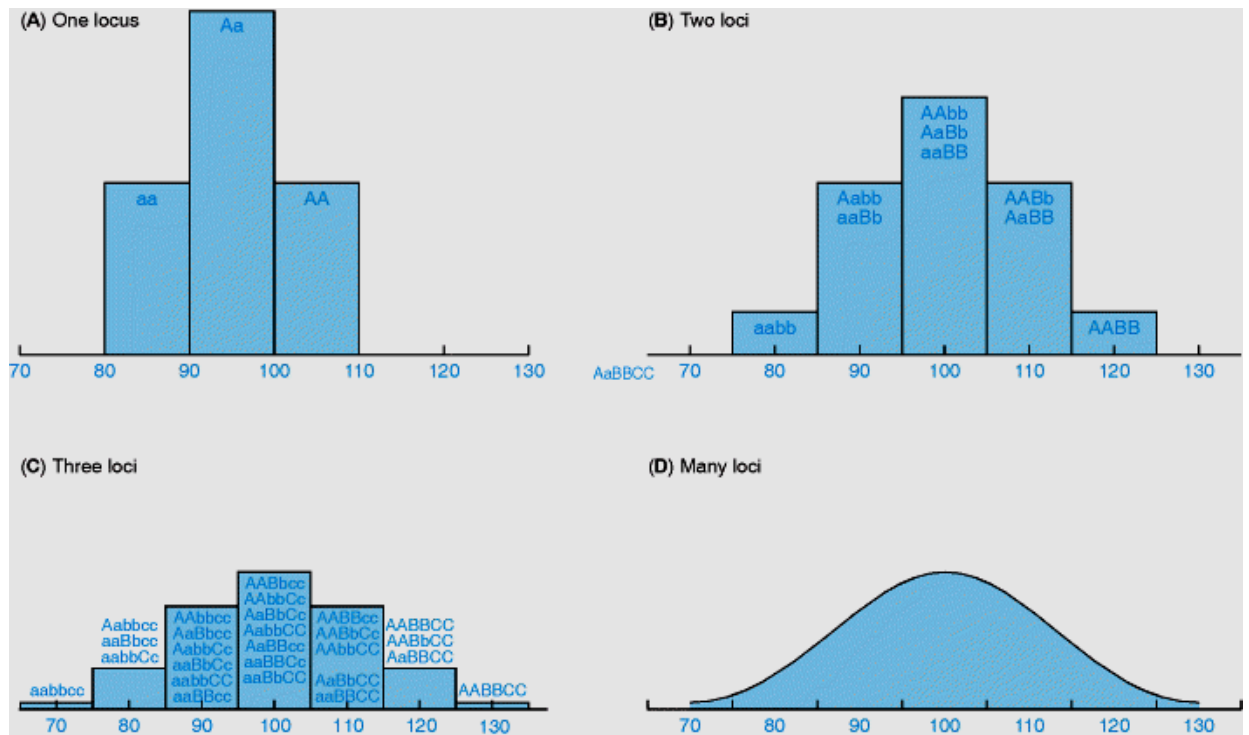 (A) One locus
Aa
aa
AA
70 80 90 100 110 120 130
(B) Two loci
AAbb
AaBb
aaBB
Aabb
aaBb
AABb
AaBB
aabb
AABB
AaBBCC
70 80 90 100 110 120 130
(C) Three loci
aabbcc
Aabbcc
aaBbcc
aabbCc
AAbbcc
AaBbcc
AabbCc
aaBbCc
aabbCC
aaBBcc
AABbcc
AAbbCc
AaBbCc
AabbCC
AaBBcc
aaBBCc
aaBbCC
AABBcc
AABbCc
AAbbCC
AaBbCC
aaBBCC
AABBCC
AABbCC
AaBBCC
AABBCC
70 80 90 100 110 120 130
(D) Many loci
70 80 90 100 110 120 130